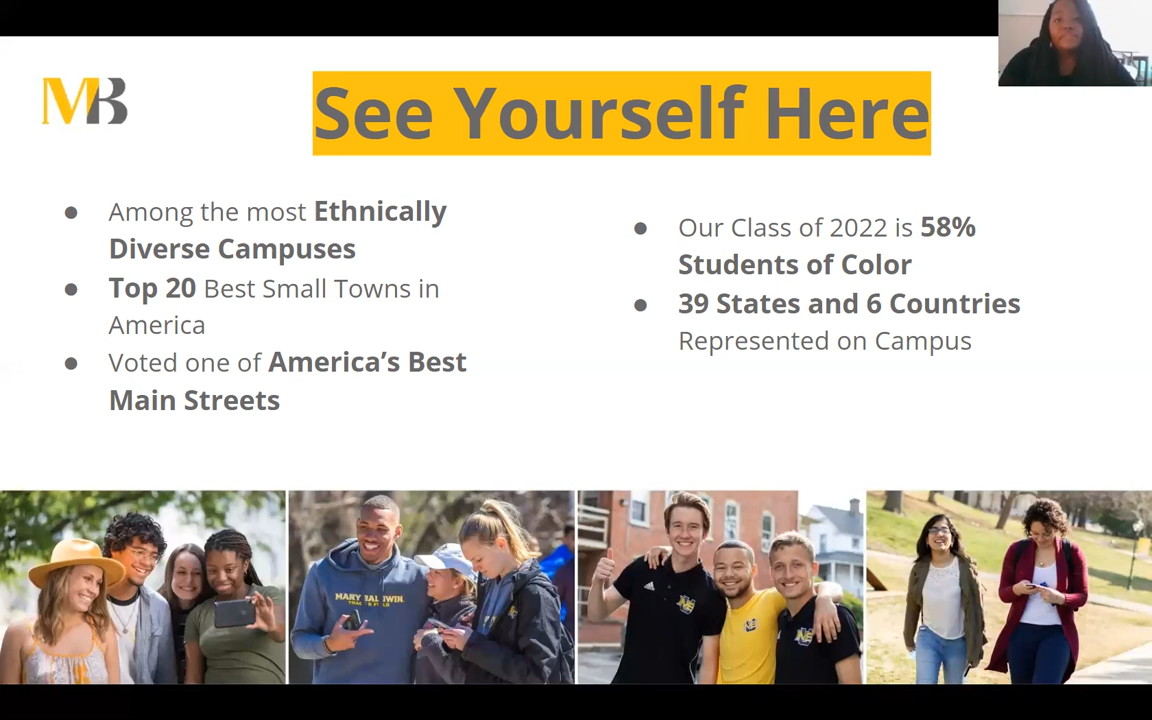 MB
See Yourself Here
● Among the most Ethnically
Diverse Campuses
● Top 20 Best Small Towns in
America
● Voted one of America's Best
Main Streets
● Our Class of 2022 is 58%
Students of Color
● 39 States and 6 Countries
Represented on Campus
MARY BALDWIN